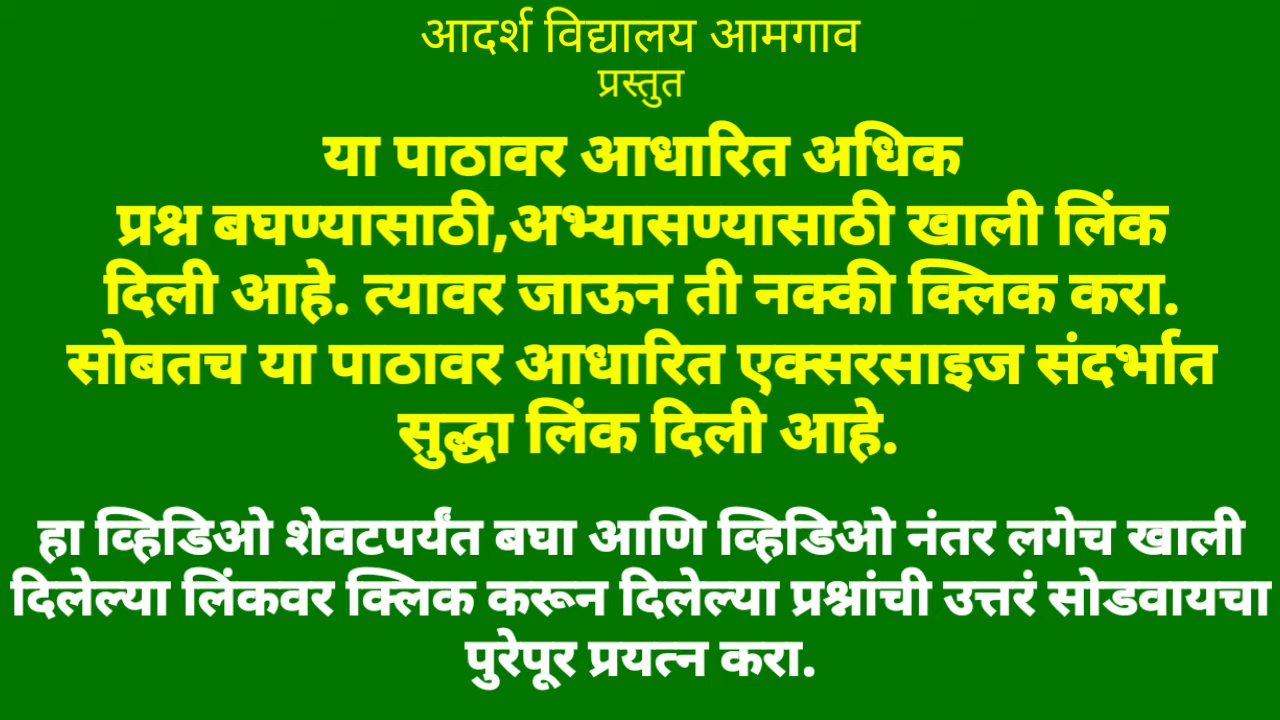 आदर्श विद्यालय आमगाव
प्रस्तुत
या पाठावर आधारित अधिक
प्रश्न बघण्यासाठी,अभ्यासण्यासाठी खाली लिंक
दिली आहे. त्यावर जाऊन ती नक्की क्लिक करा.
सोबतच या पाठावर आधारित एक्सरसाइज संदर्भात
सुद्धा लिंक दिली आहे.
हा व्हिडिओ शेवटपर्यंत बघा आणि व्हिडिओ नंतर लगेच खाली
दिलेल्या लिंकवर क्लिक करून दिलेल्या प्रश्नांची उत्तरं सोडवायचा
पुरेपूर प्रयत्न करा.